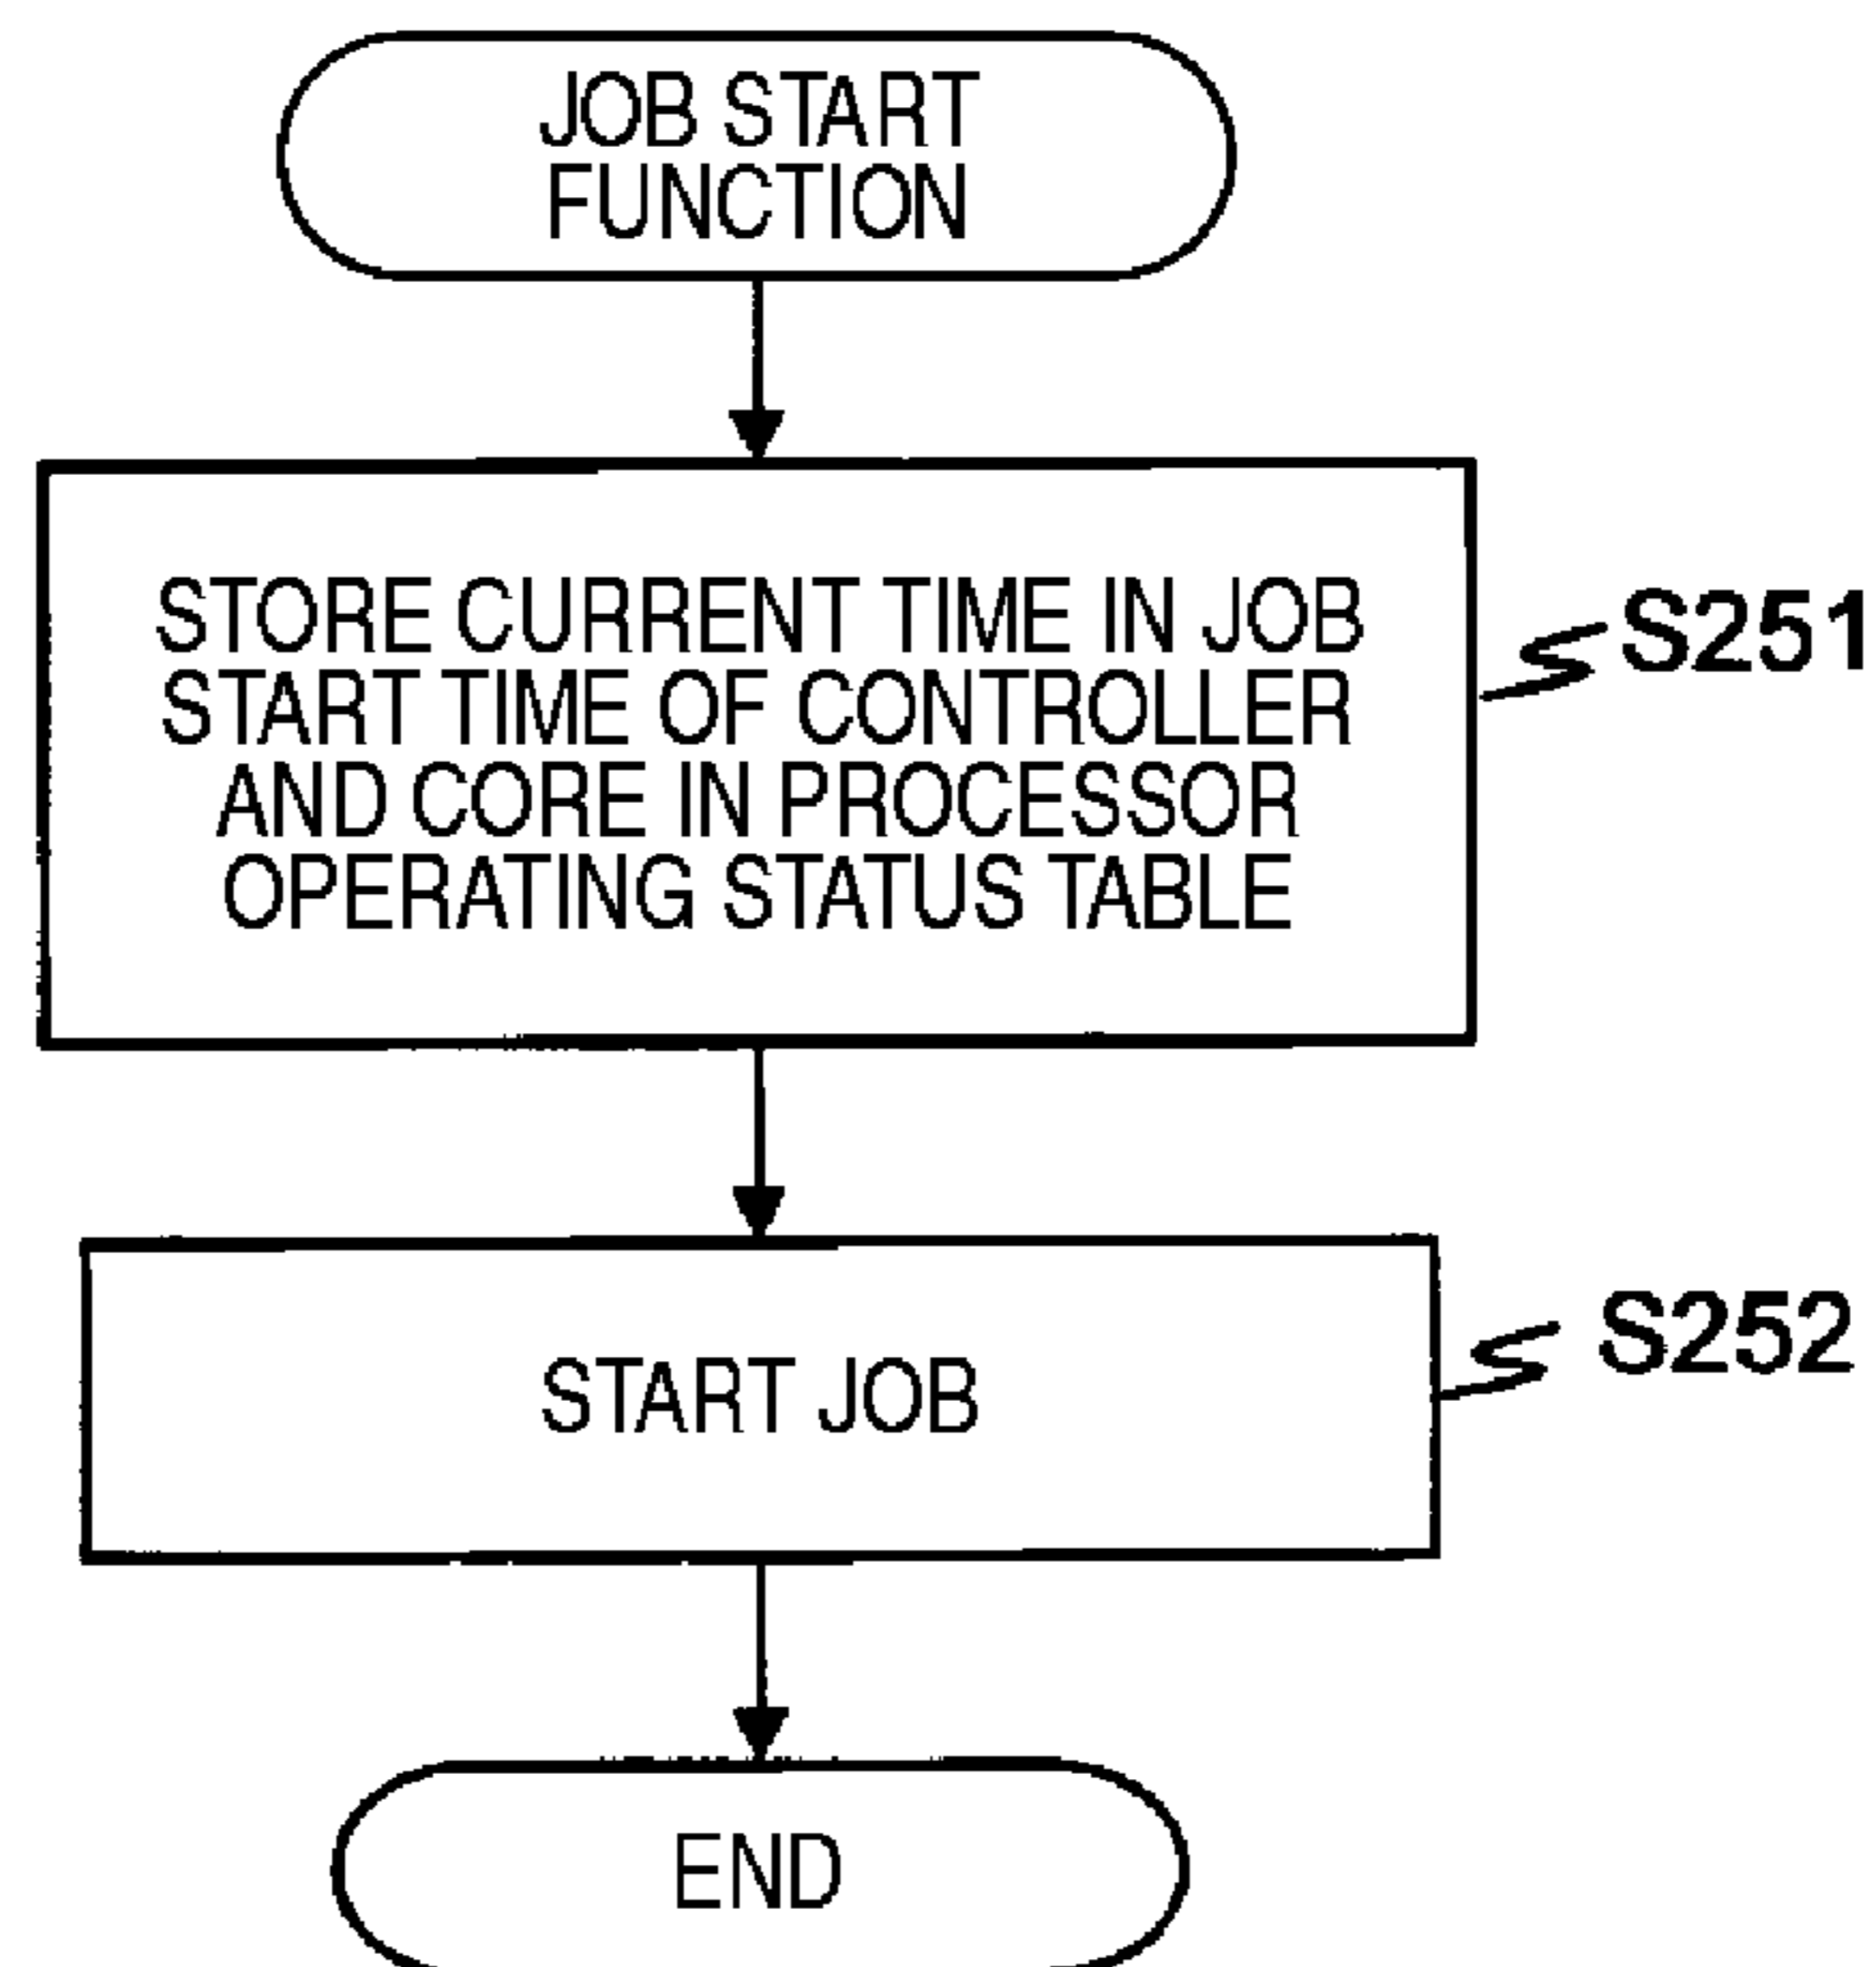 JOB START
FUNCTION
STORE CURRENT TIME IN JOB
START TIME OF CONTROLLER
AND CORE IN PROCESSOR
OPERATING STATUS TABLE
S251
START JOB
S252
END